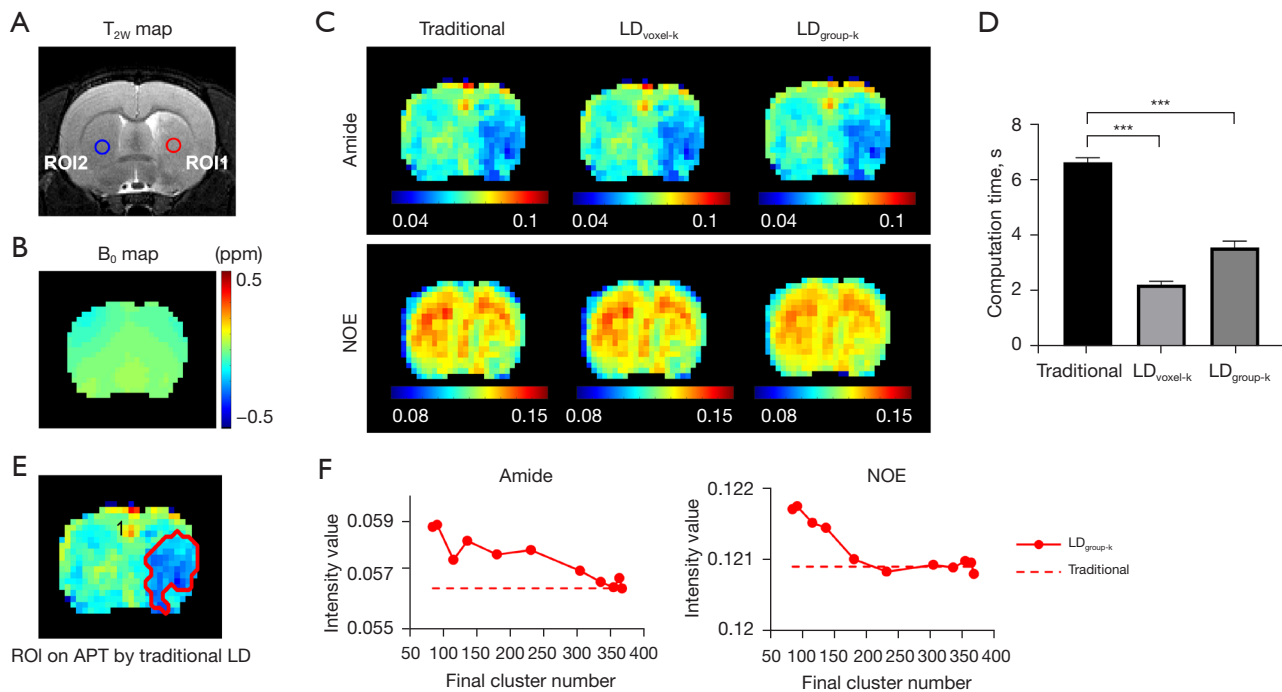 A
T2W map
ROI2
ROI1
B
B0 map
(ppm)
0.5
−0.5
C
Traditional
LDvoxel-k
LDgroup-k
Amide
0.04
0.1
0.04
0.1
0.04
0.1
NOE
0.08
0.15
0.08
0.15
0.08
0.15
D
Computation time, s
8
6
4
2
0
***
***
Traditional
LDvoxel-k
LDgroup-k
E
1
ROI on APT by traditional LD
F
Amide
Intensity value
0.059
0.057
0.055
50 100 150 200 250 300 350 400
Final cluster number
NOE
Intensity value
0.122
0.121
0.12
50 100 150 200 250 300 350 400
Final cluster number
LDgroup-k
Traditional